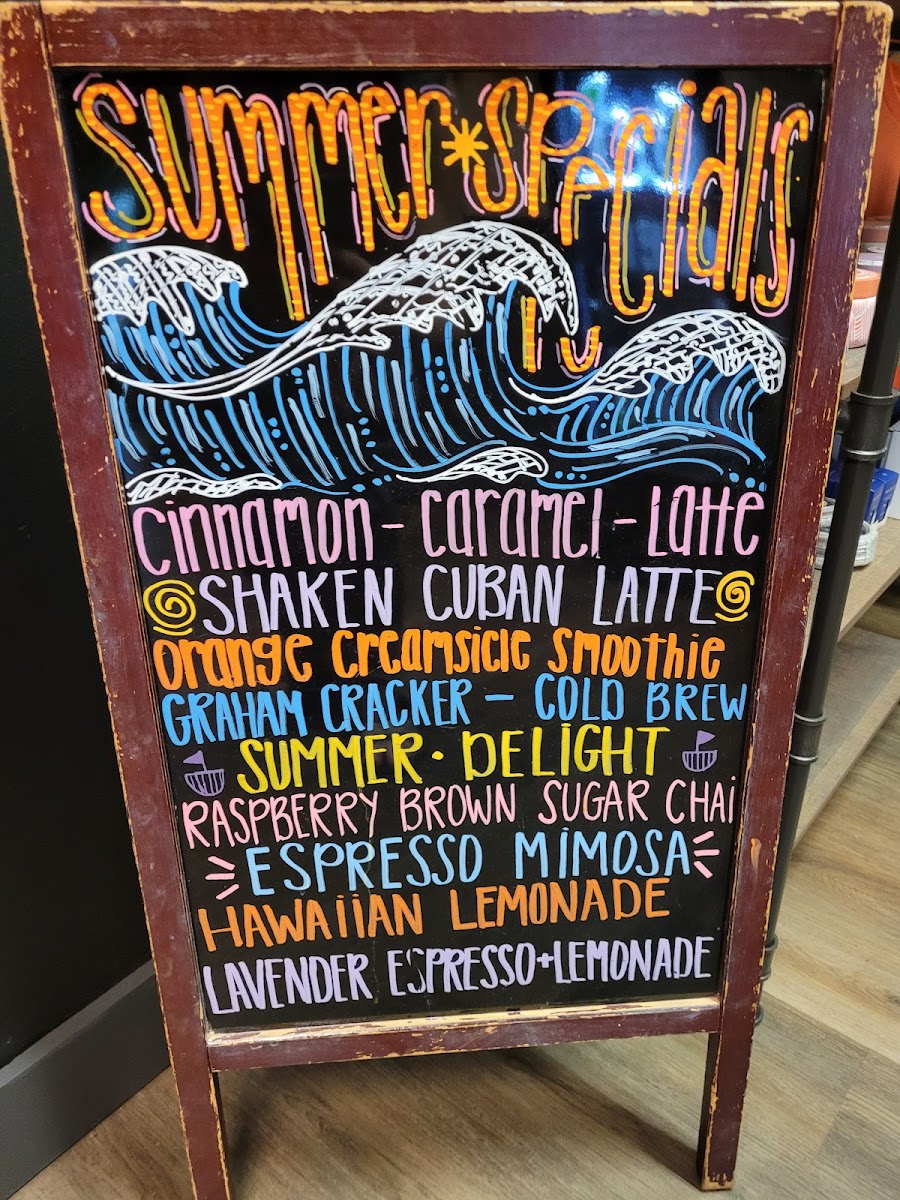 Summer Specials
Cinnamon - Caramel - Latte
SHAKEN CUBAN LATTE
Orange Creamsicle Smoothie
GRAHAM CRACKER - COLD BREW
SUMMER · DELIGHT
RASPBERRY BROWN SUGAR CHAi
ESPRESSO MiMOSA
HAWAiiAN LEMONADE
LAVENDER ESPRESSO+LEMONADE